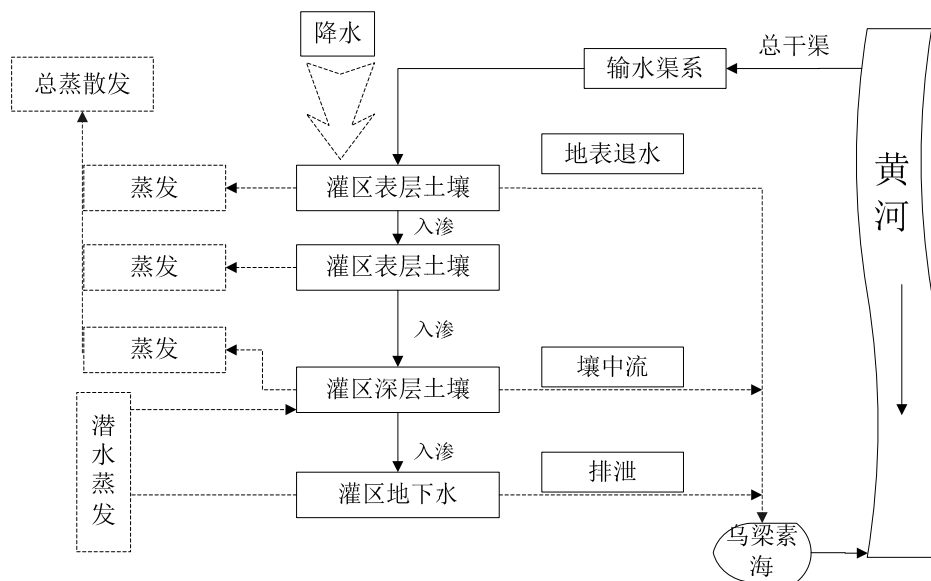 降水
总干渠
输水渠系
总蒸散发
地表退水
黄河
蒸发
灌区表层土壤
入渗
蒸发
灌区表层土壤
入渗
蒸发
壤中流
灌区深层土壤
潜水蒸发
入渗
排泄
灌区地下水
乌梁素
海